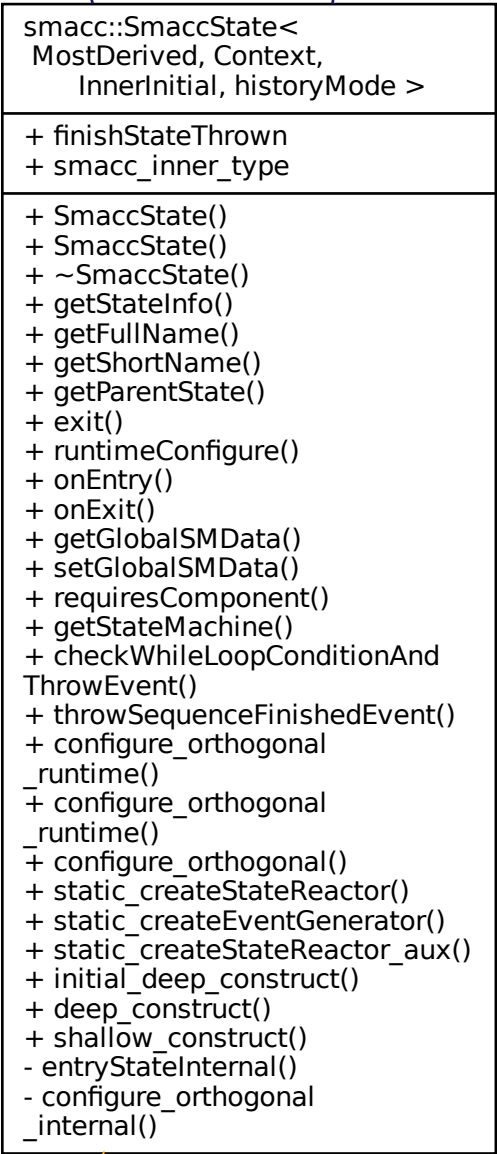 smacc::SmaccState<
MostDerived, Context,
InnerInitial, historyMode >
+ finishStateThrown
+ smacc_inner_type
+ SmaccState()
+ SmaccState()
+ ~SmaccState()
+ getStateInfo()
+ getFullName()
+ getShortName()
+ getParentState()
+ exit()
+ runtimeConfigure()
+ onEntry()
+ onExit()
+ getGlobalSMData()
+ setGlobalSMData()
+ requiresComponent()
+ getStateMachine()
+ checkWhileLoopConditionAnd
ThrowEvent()
+ throwSequenceFinishedEvent()
+ configure_orthogonal
_runtime()
+ configure_orthogonal
_runtime()
+ configure_orthogonal()
+ static_createStateReactor()
+ static_createEventGenerator()
+ static_createStateReactor_aux()
+ initial_deep_construct()
+ deep_construct()
+ shallow_construct()
- entryStateInternal()
- configure_orthogonal
_internal()